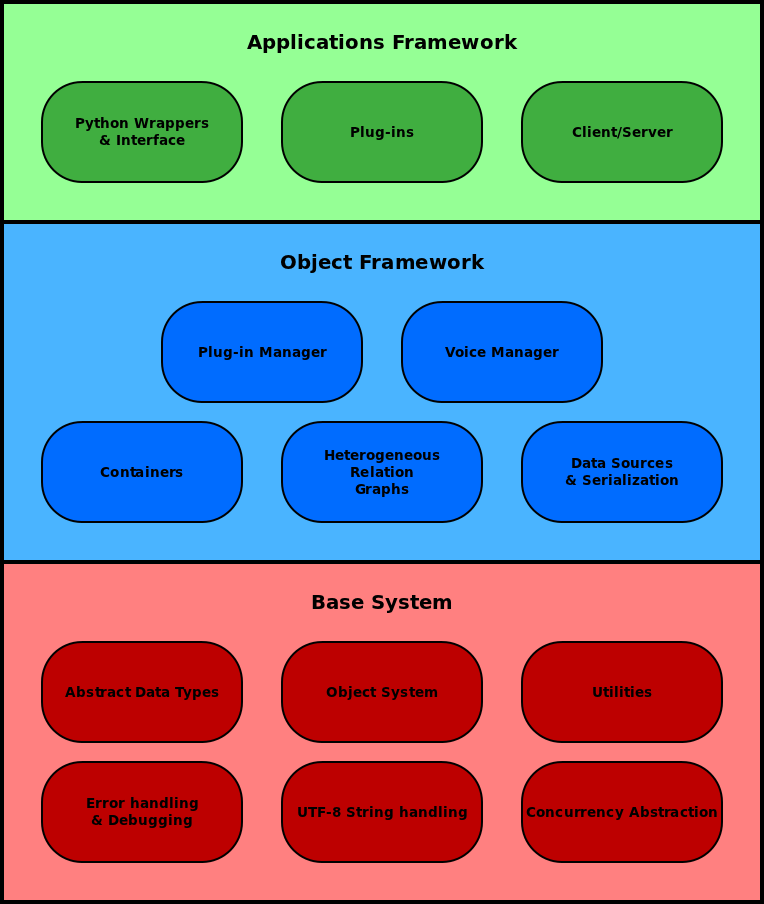 Applications Framework
Python Wrappers
& Interface
Plug-ins
Client/Server
Object Framework
Plug-in Manager
Voice Manager
Containers
Heterogeneous
Relation
Graphs
Data Sources
& Serialization
Base System
Abstract Data Types
Object System
Utilities
Error handling
& Debugging
UTF-8 String handling
Concurrency Abstraction